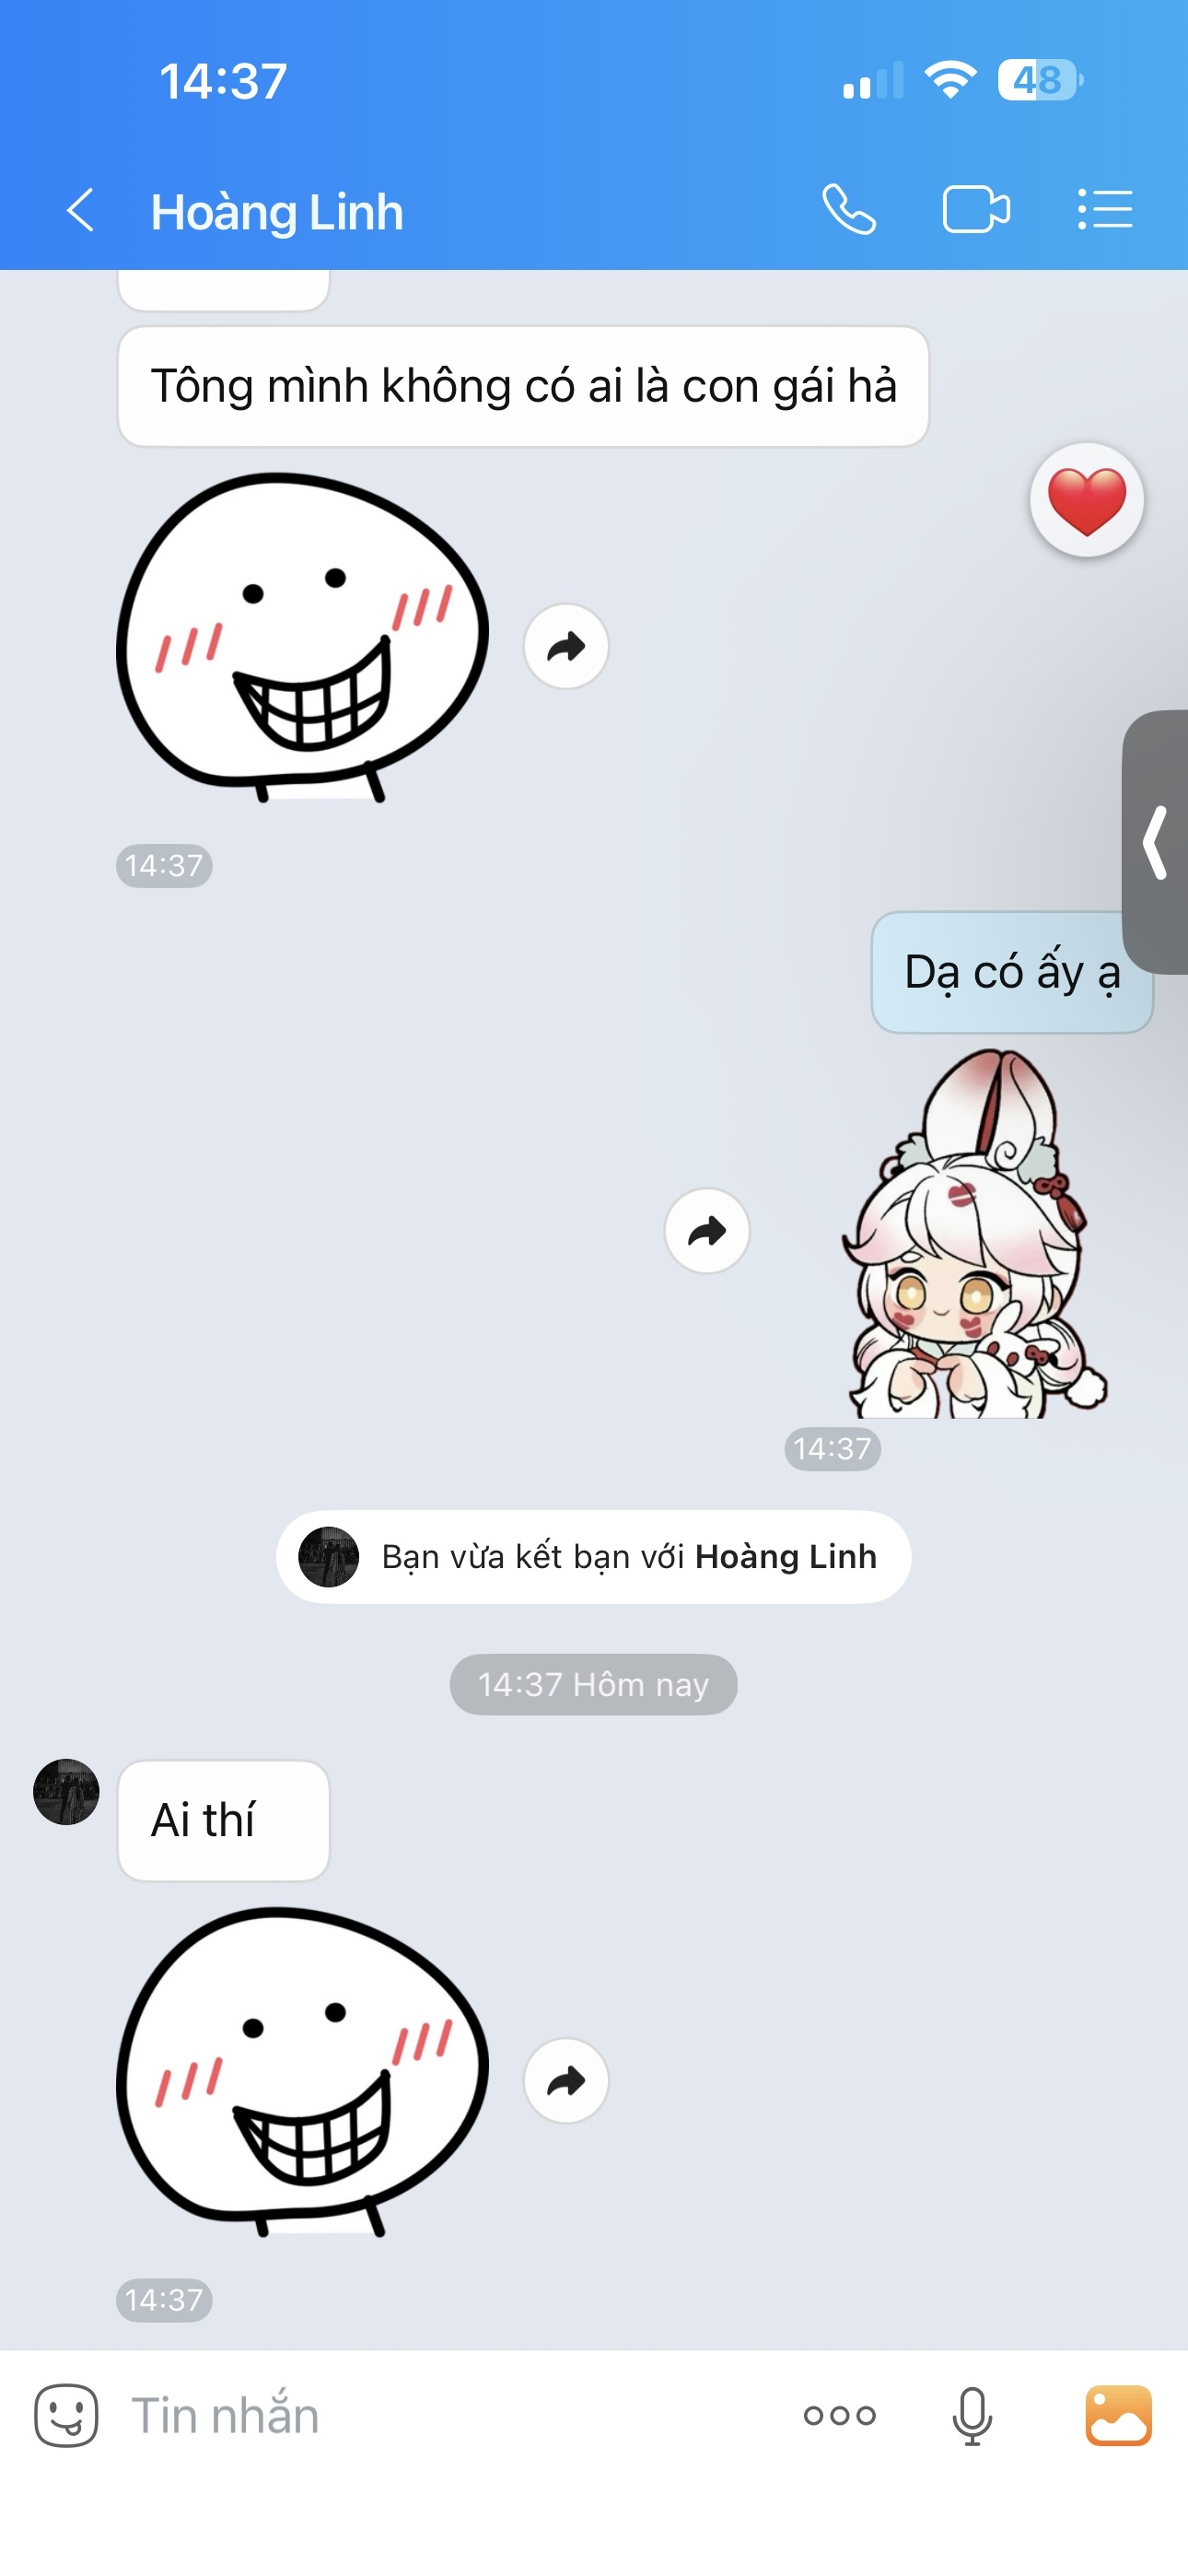 14:37
48
Hoàng Linh
Tông mình không có ai là con gái hả
14:37
Dạ có ấy ạ
14:37
Bạn vừa kết bạn với Hoàng Linh
14:37 Hôm nay
Ai thí
14:37
Tin nhắn